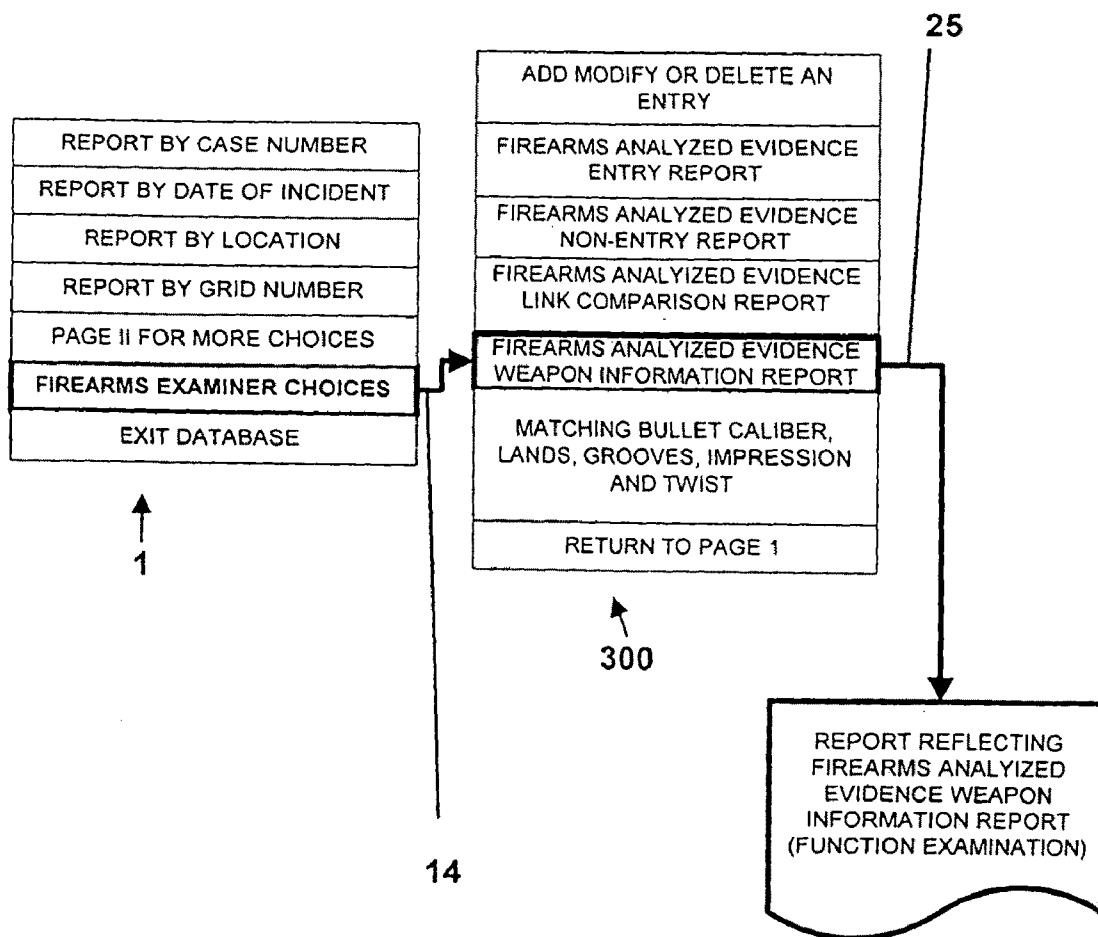 25
REPORT BY CASE NUMBER
REPORT BY DATE OF INCIDENT
REPORT BY LOCATION
REPORT BY GRID NUMBER
PAGE II FOR MORE CHOICES
FIREARMS EXAMINER CHOICES
EXIT DATABASE
1
ADD MODIFY OR DELETE AN
ENTRY
FIREARMS ANALYZED EVIDENCE
ENTRY REPORT
FIREARMS ANALYZED EVIDENCE
NON-ENTRY REPORT
FIREARMS ANALYIZED EVIDENCE
LINK COMPARISON REPORT
FIREARMS ANALYIZED EVIDENCE
WEAPON INFORMATION REPORT
MATCHING BULLET CALIBER,
LANDS, GROOVES, IMPRESSION
AND TWIST
RETURN TO PAGE 1
300
14
REPORT REFLECTING
FIREARMS ANALYIZED
EVIDENCE WEAPON
INFORMATION REPORT
(FUNCTION EXAMINATION)